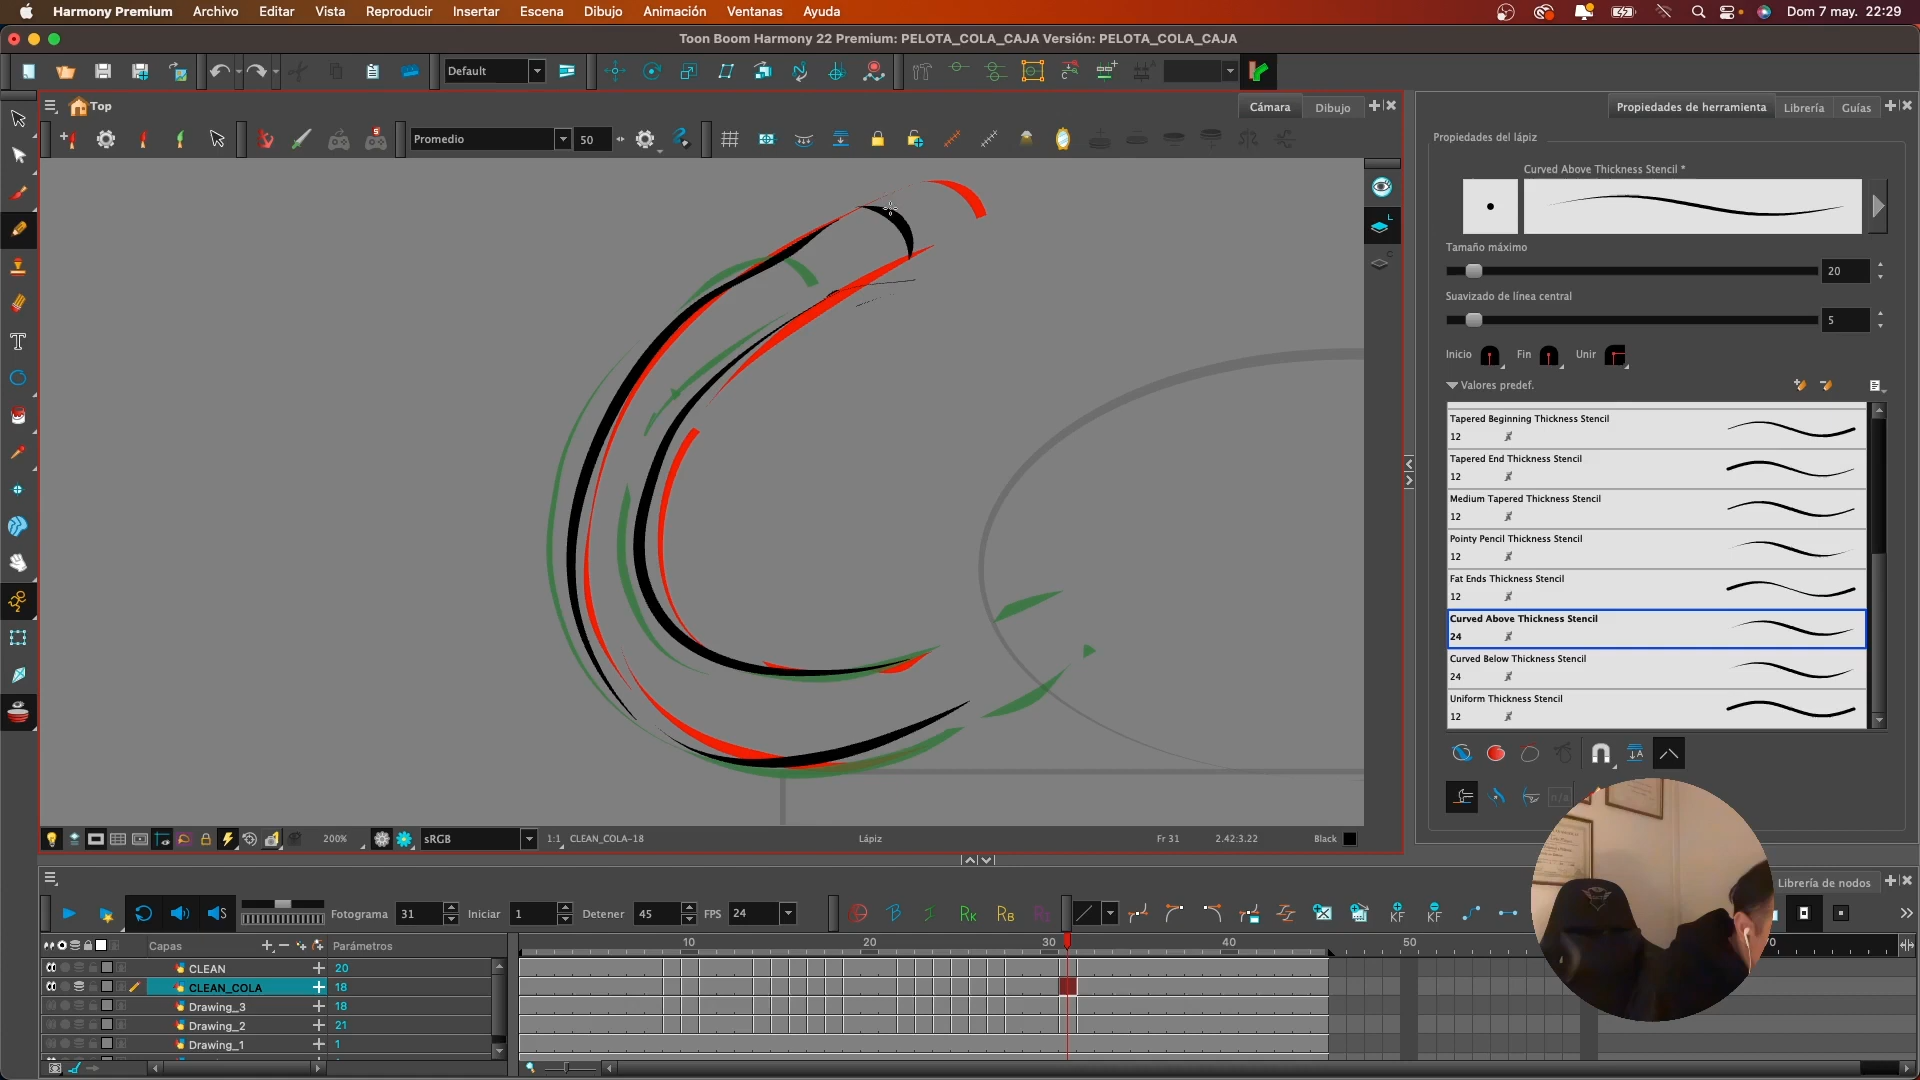 Harmony Premium Archivo Editar Vista Reproducir Insertar Escena Dibujo Animación Ventanas Ayuda Dom 7 may. 22:29
Toon Boom Harmony 22 Premium: PELOTA_COLA_CAJA Versión: PELOTA_COLA_CAJA
Default
Top
Cámara Dibujo
Propiedades de herramienta Librería Guías
Promedio 50
Propiedades del lápiz
Curved Above Thickness Stencil *
Tamaño máximo
20
Suavizado de línea central
5
Inicio Fin Unir
Valores predef.
Tapered Beginning Thickness Stencil
12
Tapered End Thickness Stencil
12
Medium Tapered Thickness Stencil
12
Pointy Pencil Thickness Stencil
12
Fat Ends Thickness Stencil
12
Curved Above Thickness Stencil
24
Curved Below Thickness Stencil
24
Uniform Thickness Stencil
12
n/a
200% sRGB 1:1 CLEAN_COLA-18 Lápiz Fr 31 2.42:3.22 Black
Librería de nodos
Fotograma 31 Iniciar 1 Detener 45 FPS 24
Capas Parámetros
10 20 30 40 50 70
CLEAN 20
CLEAN_COLA 18
Drawing_3 18
Drawing_2 21
Drawing_1 1